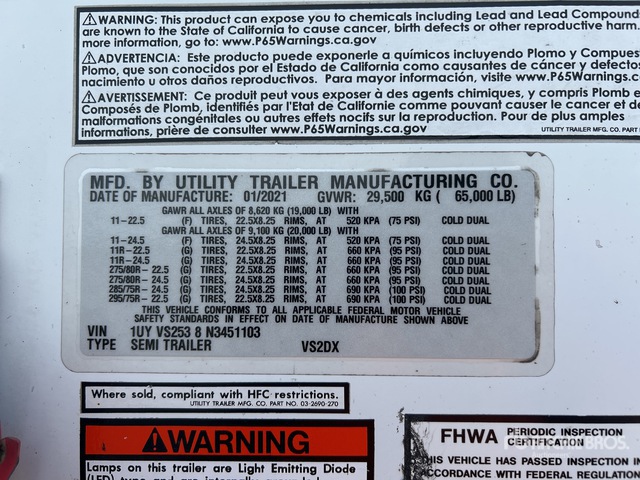 ⚠WARNING: This product can expose you to chemicals including Lead and Lead Compounds
are known to the State of California to cause cancer, birth defects or other reproductive harm.
more information, go to: www.P65Warnings.ca.gov
⚠ADVERTENCIA: Este producto puede exponerle a químicos incluyendo Plomo y Compues
Plomo, que son conocidos por el Estado de California como causantes de cáncer y defectos
nacimiento u otros daños reproductivos. Para mayor información, visite www.P65Warnings.c
⚠AVERTISSEMENT: Ce produit peut vous exposer à des agents chimiques, y compris Plomb e
Composés de Plomb, identifiés par l'Etat de Californie comme pouvant causer le cancer et d
malformations congénitales ou autres effets nocifs sur la reproduction. Pour de plus amples
informations, prière de consulter www.P65Warnings.ca.gov
UTILITY TRAILER MFG. CO. PART
MFD. BY UTILITY TRAILER MANUFACTURING CO.
DATE OF MANUFACTURE: 01/2021 GVWR: 29,500 KG ( 65,000 LB)
GAWR ALL AXLES OF 8,620 KG (19,000 LB) WITH
11-22.5 (F) TIRES, 22.5X8.25 RIMS, AT 520 KPA (75 PSI) COLD DUAL
GAWR ALL AXLES OF 9,100 KG (20,000 LB) WITH
11-24.5 (F) TIRES, 24.5X8.25 RIMS, AT 520 KPA (75 PSI) COLD DUAL
11R-22.5 (G) TIRES, 22.5X8.25 RIMS, AT 660 KPA (95 PSI) COLD DUAL
11R-24.5 (G) TIRES, 24.5X8.25 RIMS, AT 660 KPA (95 PSI) COLD DUAL
275/80R-22.5 (G) TIRES, 22.5X8.25 RIMS, AT 660 KPA (95 PSI) COLD DUAL
275/80R-24.5 (G) TIRES, 24.5X8.25 RIMS, AT 660 KPA (95 PSI) COLD DUAL
285/75R-24.5 (G) TIRES, 24.5X8.25 RIMS, AT 690 KPA (100 PSI) COLD DUAL
295/75R-22.5 (G) TIRES, 22.5X8.25 RIMS, AT 690 KPA (100 PSI) COLD DUAL
THIS VEHICLE CONFORMS TO ALL APPLICABLE FEDERAL MOTOR VEHICLE
SAFETY STANDARDS IN EFFECT ON DATE OF MANUFACTURE SHOWN ABOVE
VIN 1UY VS253 8 N3451103
TYPE SEMI TRAILER VS2DX
Where sold, compliant with HFC restrictions.
UTILITY TRAILER MFG. CO. PART NO. 03-2690-270
⚠WARNING
Lamps on this trailer are Light Emitting Diode
(LED) type and are internally grounded
FHWA PERIODIC INSPECTION
CERTIFICATION
THIS VEHICLE HAS PASSED INSPECTION IN
ACCORDANCE WITH FEDERAL REGULATION